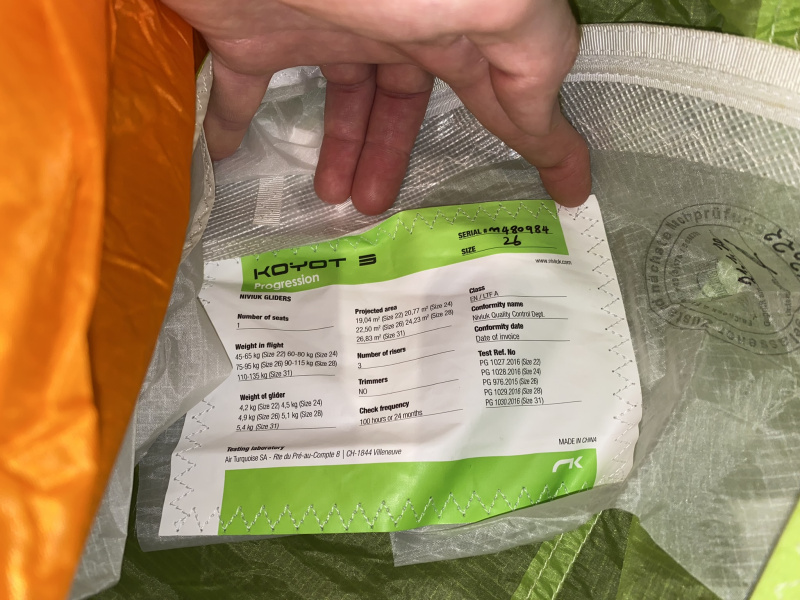 KOYOT 3
Progression
SERIAL
M480984
SIZE 26
www.niviuk.com
NIVIUK GLIDERS
Number of seats
1
Weight in flight
45-65 kg (Size 22) 60-80 kg (Size 24)
75-95 kg (Size 26) 90-115 kg (Size 28)
110-135 kg (Size 31)
Weight of glider
4,2 kg (Size 22) 4,5 kg (Size 24)
4,9 kg (Size 26) 5,1 kg (Size 28)
5,4 kg (Size 31)
Projected area
19,04 m² (Size 22) 20,77 m² (Size 24)
22,50 m² (Size 26) 24,23 m² (Size 28)
26,83 m² (Size 31)
Number of risers
3
Trimmers
NO
Check frequency
100 hours or 24 months
Class
EN / LTF A
Conformity name
Niviuk Quality Control Dept.
Conformity date
Date of invoice
Test Ref. No
PG 1027.2016 (Size 22)
PG 1028.2016 (Size 24)
PG 976.2015 (Size 26)
PG 1029.2016 (Size 28)
PG 1030.2016 (Size 31)
Testing laboratory
Air Turquoise SA - Rte du Pré-au-Compte 8 | CH-1844 Villeneuve
MADE IN CHINA
nächste Nachprüfung